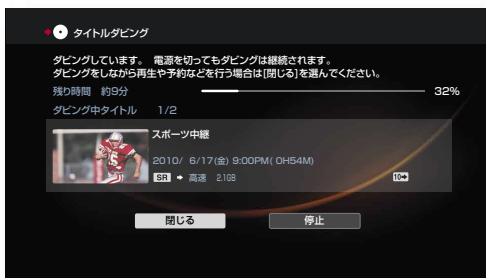 タイトルダビング
ダビングしています。 電源を切ってもダビングは継続されます。
ダビングをしながら再生や予約などを行う場合は[閉じる]を選んでください。
残り時間 約9分 32%
ダビング中タイトル 1/2
スポーツ中継
2010/ 6/17(金) 9:00PM( 0H54M)
SR ➡ 高速 2.1GB 10➡
閉じる 停止